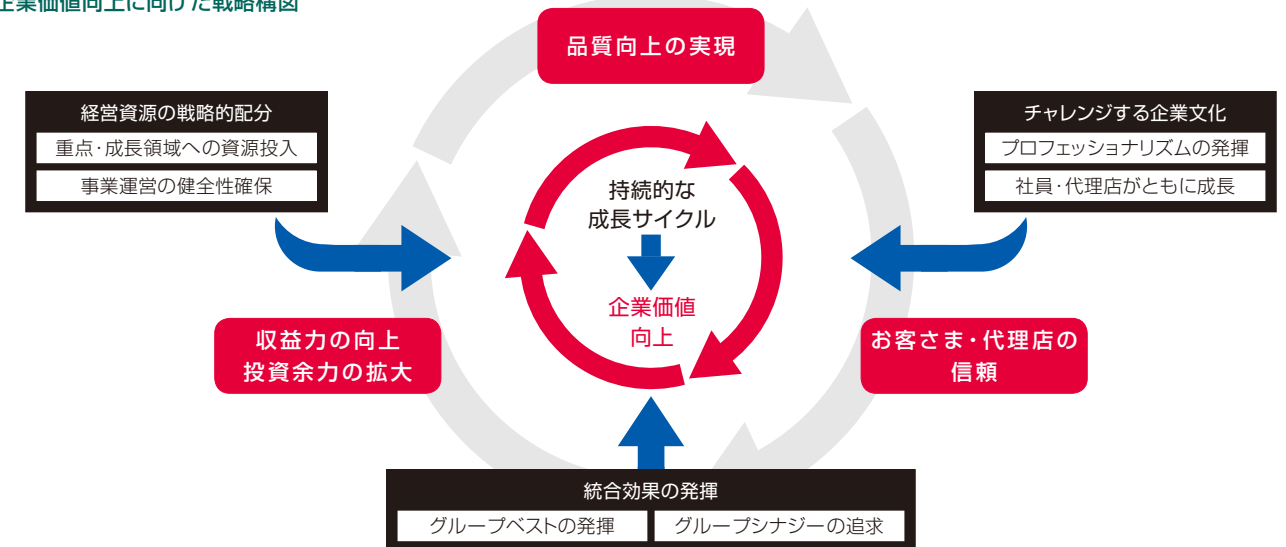 企業価値向上に向けた戦略構図
品質向上の実現
経営資源の戦略的配分
重点・成長領域への資源投入
事業運営の健全性確保
チャレンジする企業文化
プロフェッショナリズムの発揮
社員・代理店がともに成長
持続的な
成長サイクル
企業価値
向上
収益力の向上
投資余力の拡大
お客さま・代理店の
信頼
統合効果の発揮
グループベストの発揮
グループシナジーの追求